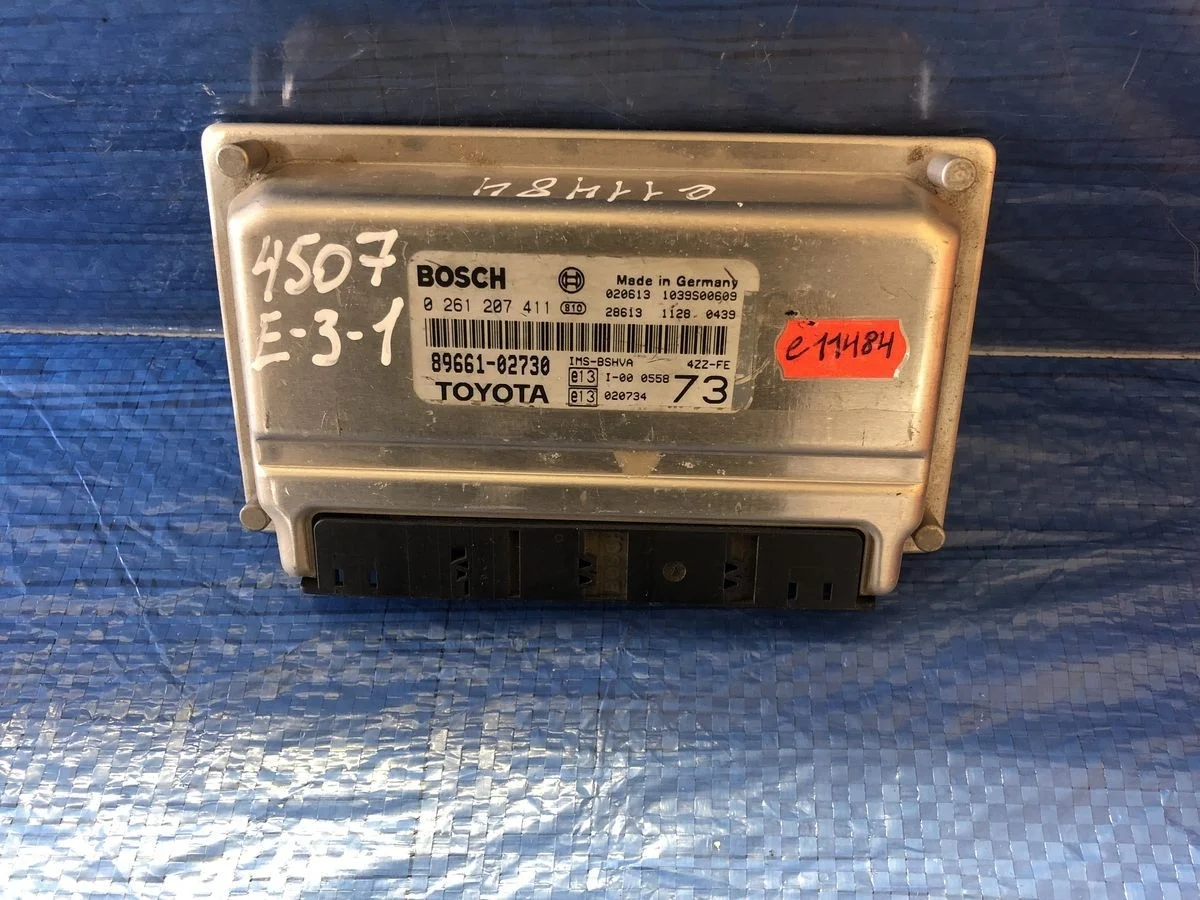 e11484
4507
E-3-1
BOSCH Made in Germany
020613 1039S00609
0 261 207 411 S10 28613 1128 0439
89661-02730 IMS-BSHVA 4ZZ-FE
e13 I-00 0558 73
TOYOTA e13 020734
e11484